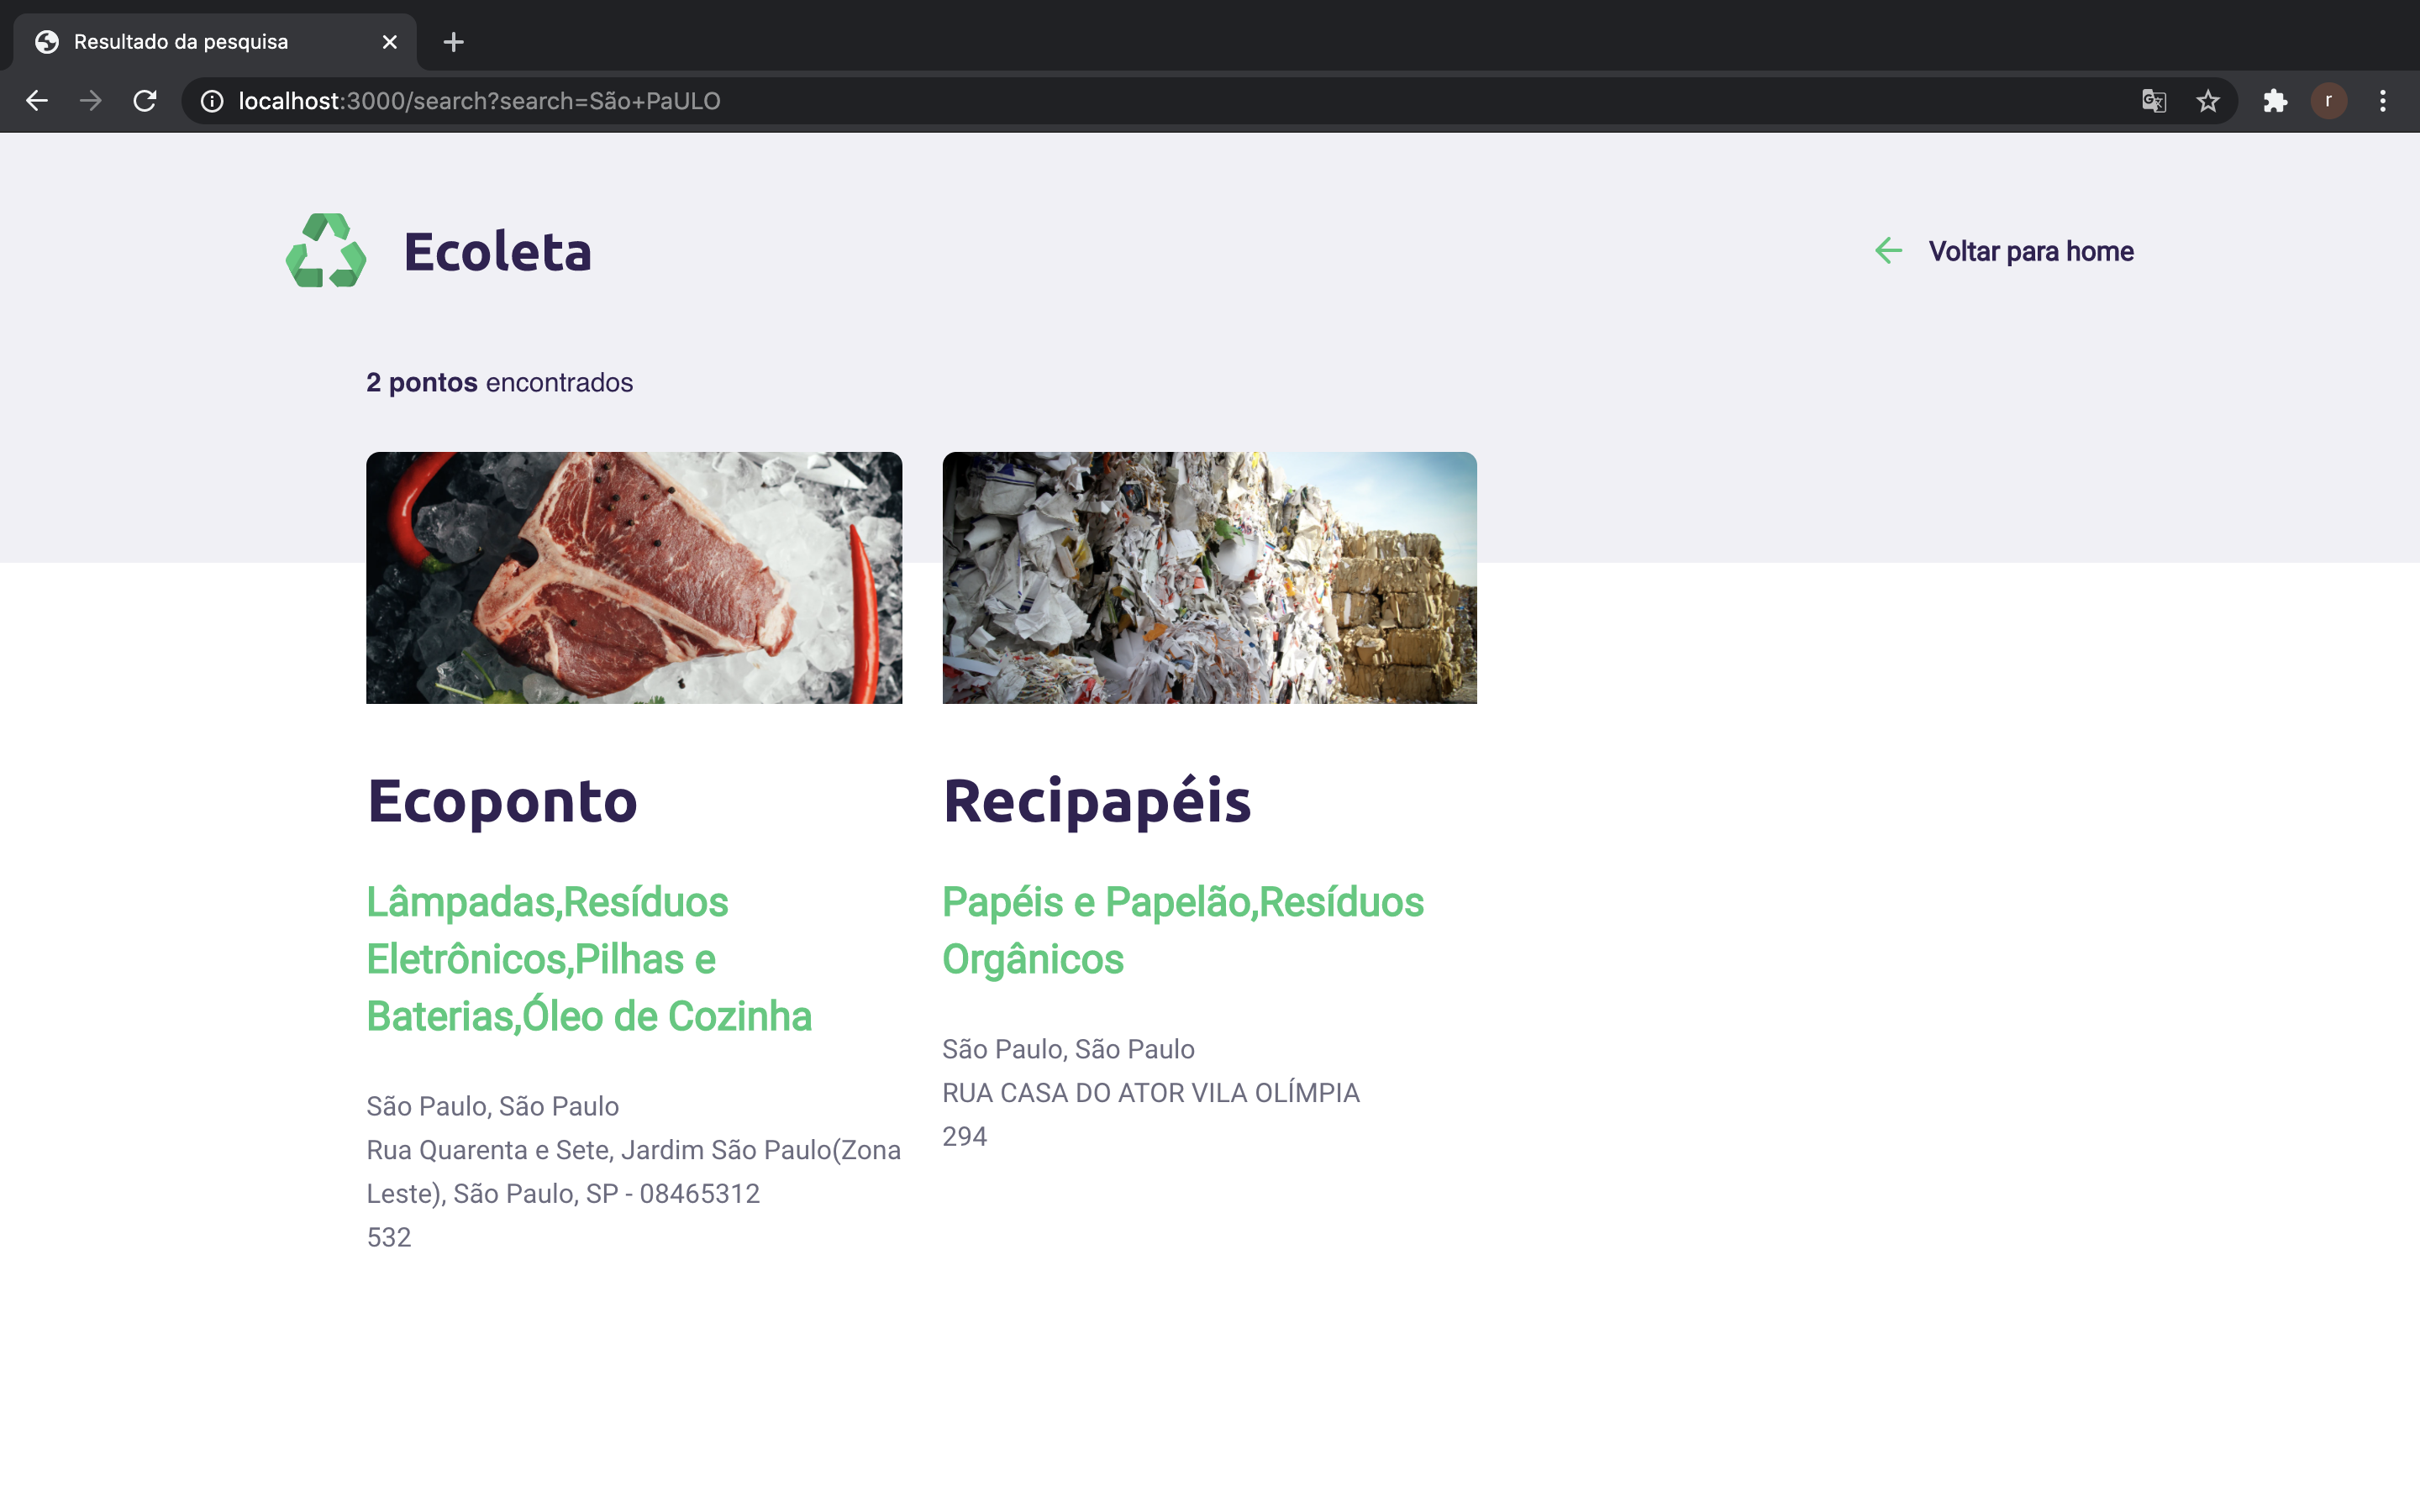 Resultado da pesquisa
localhost:3000/search?search=São+PaULO
r
Ecoleta
Voltar para home
2 pontos encontrados
Ecoponto
Lâmpadas,Resíduos
Eletrônicos,Pilhas e
Baterias,Óleo de Cozinha
São Paulo, São Paulo
Rua Quarenta e Sete, Jardim São Paulo(Zona
Leste), São Paulo, SP - 08465312
532
Recipapéis
Papéis e Papelão,Resíduos
Orgânicos
São Paulo, São Paulo
RUA CASA DO ATOR VILA OLÍMPIA
294